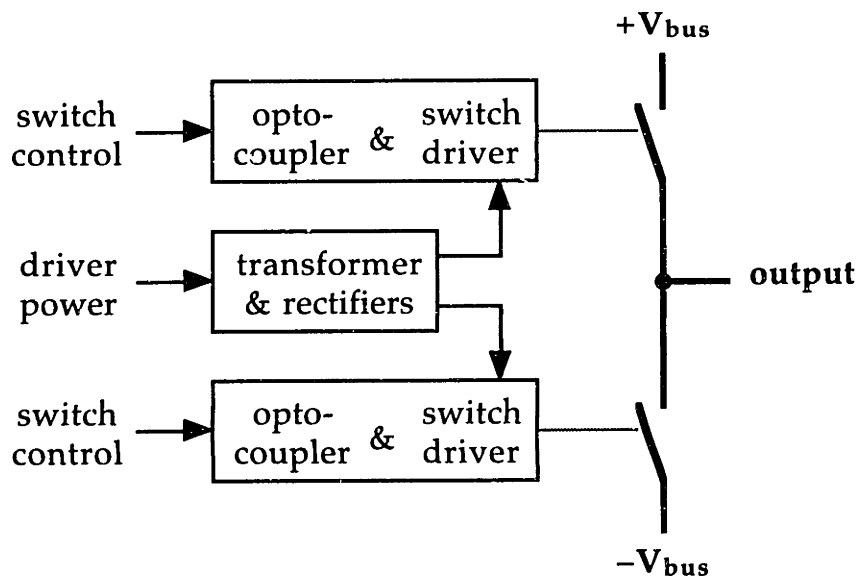 +Vbus
switch
control
opto-
coupler & switch
driver
driver
power
transformer
& rectifiers
output
switch
control
opto-
coupler & switch
driver
−Vbus